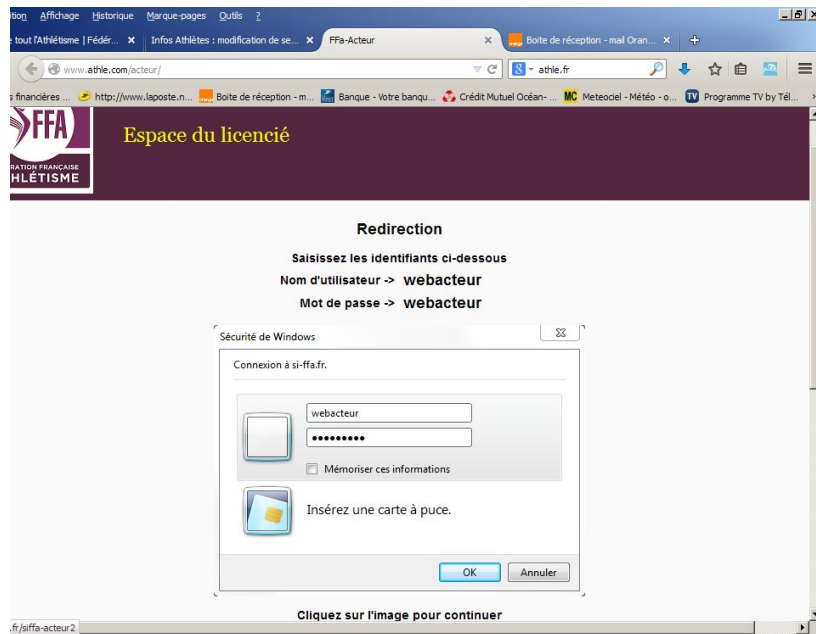 ition Affichage Historique Marque-pages Outils ?
tout l'Athlétisme | Fédér... Infos Athlètes : modification de se... FFa-Acteur Boite de réception - mail Oran...
www.athle.com/acteur/ athle.fr
s financières ... http://www.laposte.n... Boite de réception - m... Banque - Votre banqu... Crédit Mutuel Océan- ... MC Meteociel - Météo - o... TV Programme TV by Tél...
FFA
Espace du licencié
ÉRATION FRANÇAISE
HLÉTISME
Redirection
Saisissez les identifiants ci-dessous
Nom d'utilisateur -> webacteur
Mot de passe -> webacteur
Sécurité de Windows
Connexion à si-ffa.fr.
webacteur
•••••••••
Mémoriser ces informations
Insérez une carte à puce.
OK Annuler
Cliquez sur l'image pour continuer
.fr/siffa-acteur2